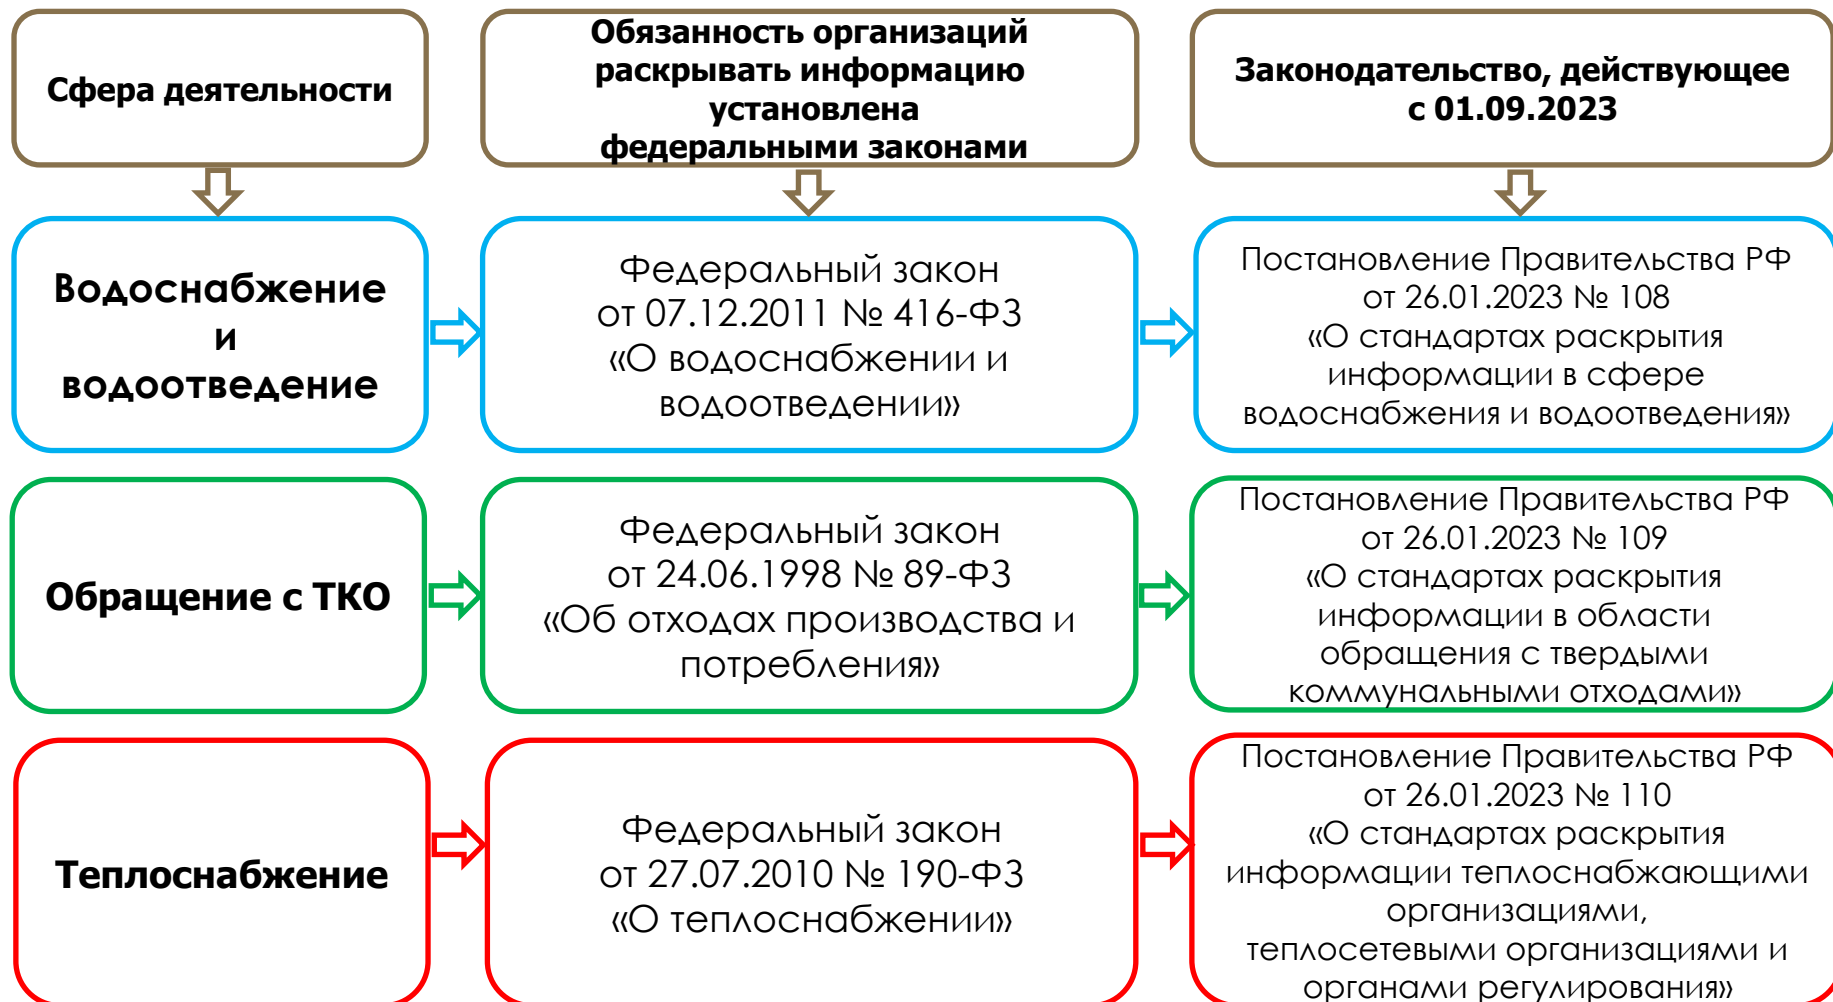 Сфера деятельности
Обязанность организаций
раскрывать информацию
установлена
федеральными законами
Законодательство, действующее
с 01.09.2023
Водоснабжение
и
водоотведение
Федеральный закон
от 07.12.2011 № 416-ФЗ
«О водоснабжении и
водоотведении»
Постановление Правительства РФ
от 26.01.2023 № 108
«О стандартах раскрытия
информации в сфере
водоснабжения и водоотведения»
Обращение с ТКО
Федеральный закон
от 24.06.1998 № 89-ФЗ
«Об отходах производства и
потребления»
Постановление Правительства РФ
от 26.01.2023 № 109
«О стандартах раскрытия
информации в области
обращения с твердыми
коммунальными отходами»
Теплоснабжение
Федеральный закон
от 27.07.2010 № 190-ФЗ
«О теплоснабжении»
Постановление Правительства РФ
от 26.01.2023 № 110
«О стандартах раскрытия
информации теплоснабжающими
организациями,
теплосетевыми организациями и
органами регулирования»